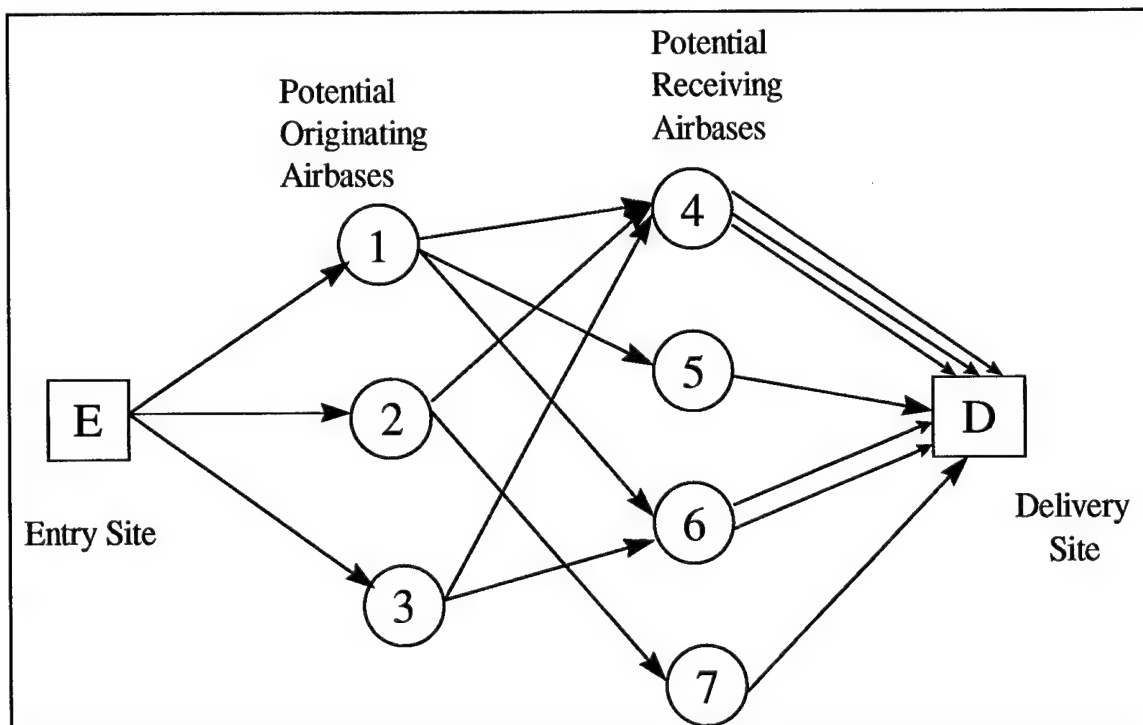 Potential
Originating
Airbases
Potential
Receiving
Airbases
1
4
5
E
2
D
6
Entry Site
Delivery
Site
3
7